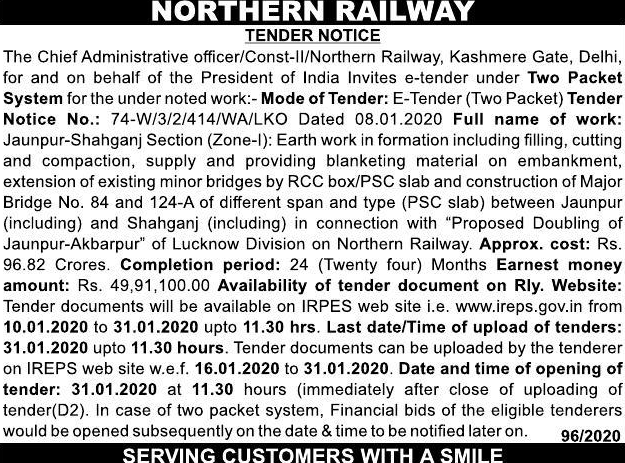 NORTHERN RAILWAY
TENDER NOTICE
The Chief Administrative officer/Const-II/Northern Railway, Kashmere Gate, Delhi,
for and on behalf of the President of India Invites e-tender under Two Packet
System for the under noted work:- Mode of Tender: E-Tender (Two Packet) Tender
Notice No.: 74-W/3/2/414/WA/LKO Dated 08.01.2020 Full name of work:
Jaunpur-Shahganj Section (Zone-I): Earth work in formation including filling, cutting
and compaction, supply and providing blanketing material on embankment,
extension of existing minor bridges by RCC box/PSC slab and construction of Major
Bridge No. 84 and 124-A of different span and type (PSC slab) between Jaunpur
(including) and Shahganj (including) in connection with “Proposed Doubling of
Jaunpur-Akbarpur” of Lucknow Division on Northern Railway. Approx. cost: Rs.
96.82 Crores. Completion period: 24 (Twenty four) Months Earnest money
amount: Rs. 49,91,100.00 Availability of tender document on Rly. Website:
Tender documents will be available on IRPES web site i.e. www.ireps.gov.in from
10.01.2020 to 31.01.2020 upto 11.30 hrs. Last date/Time of upload of tenders:
31.01.2020 upto 11.30 hours. Tender documents can be uploaded by the tenderer
on IREPS web site w.e.f. 16.01.2020 to 31.01.2020. Date and time of opening of
tender: 31.01.2020 at 11.30 hours (immediately after close of uploading of
tender(D2). In case of two packet system, Financial bids of the eligible tenderers
would be opened subsequently on the date & time to be notified later on. 96/2020
SERVING CUSTOMERS WITH A SMILE